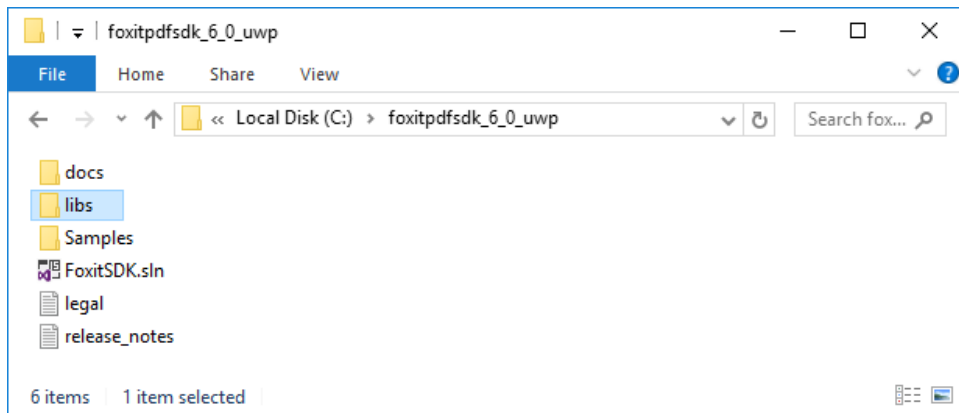 foxitpdfsdk_6_0_uwp
File Home Share View
« Local Disk (C:) › foxitpdfsdk_6_0_uwp Search fox...
docs
libs
Samples
FoxitSDK.sln
legal
release_notes
6 items 1 item selected